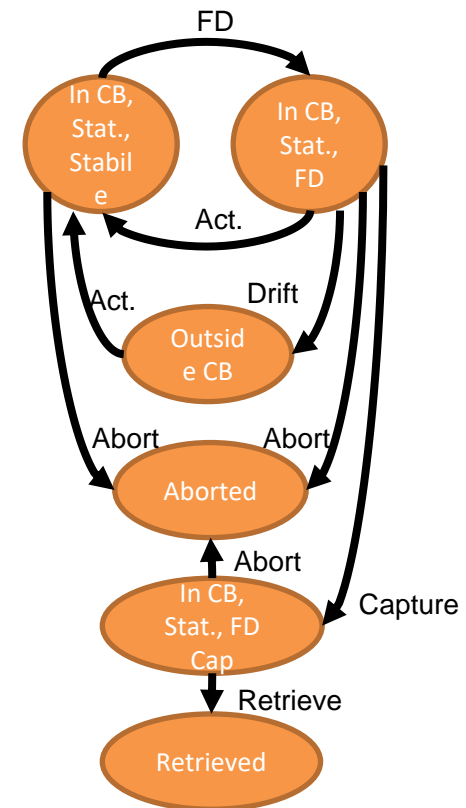 FD
In CB,
Stat.,
Stabil
e
In CB,
Stat.,
FD
Act.
Act.
Drift
Outsid
e CB
Abort
Abort
Aborted
Abort
In CB,
Stat., FD
Cap
Capture
Retrieve
Retrieved